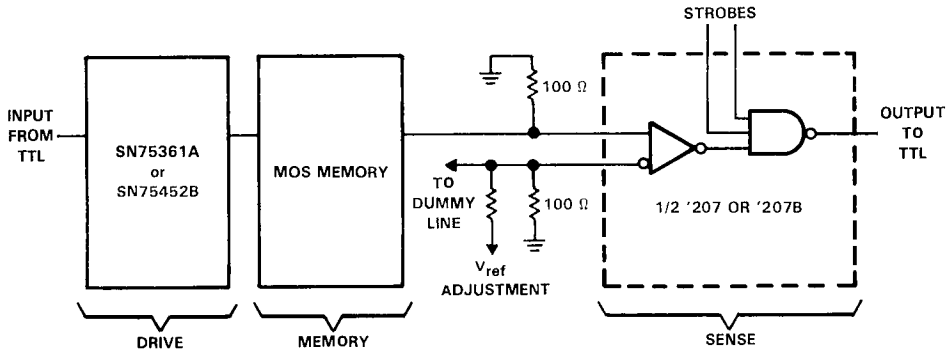 STROBES
100 Ω
INPUT
FROM
TTL
SN75361A
or
SN75452B
MOS MEMORY
OUTPUT
TO
TTL
TO
DUMMY
LINE
100 Ω
1/2 '207 OR '207B
Vref
ADJUSTMENT
DRIVE
MEMORY
SENSE